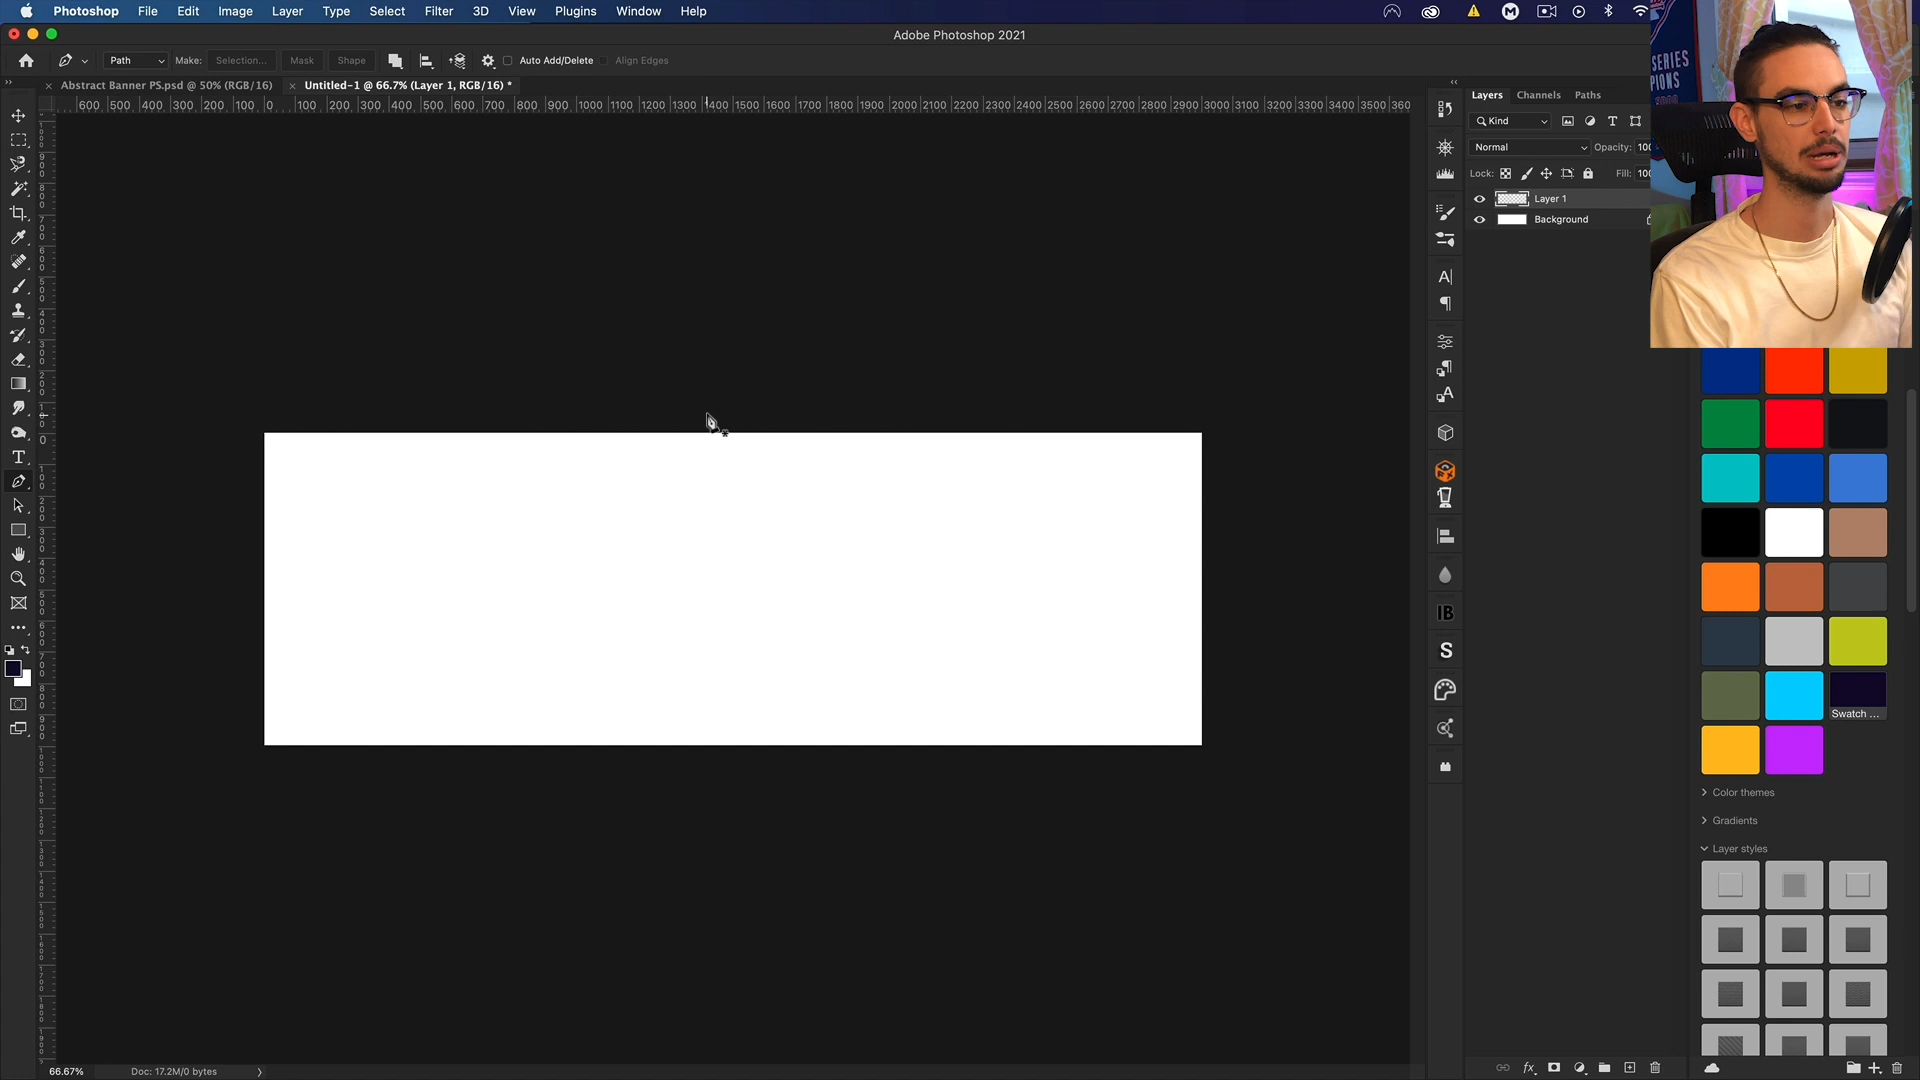 Photoshop File Edit Image Layer Type Select Filter 3D View Plugins Window Help
Adobe Photoshop 2021
Path Make: Selection... Mask Shape Auto Add/Delete Align Edges
Abstract Banner PS.psd @ 50% (RGB/16) Untitled-1 @ 66.7% (Layer 1, RGB/16) *
600 500 400 300 200 100 0 100 200 300 400 500 600 700 800 900 1000 1100 1200 1300 1400 1500 1600 1700 1800 1900 2000 2100 2200 2300 2400 2500 2600 2700 2800 2900 3000 3100 3200 3300 3400 3500 360
Layers Channels Paths
Kind
Normal Opacity: 100
Lock: Fill: 100
Layer 1
Background
SERIES
IB
S
Swatch ...
Color themes
Gradients
Layer styles
66.67% Doc: 17.2M/0 bytes